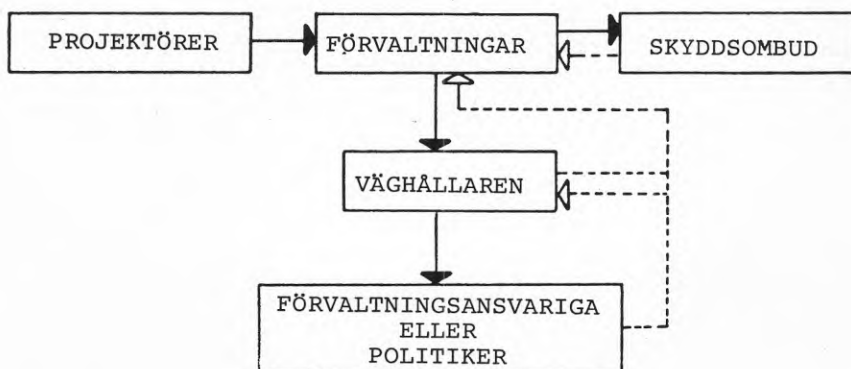 PROJEKTÖRER
FÖRVALTNINGAR
SKYDDSOMBUD
VÄGHÅLLAREN
FÖRVALTNINGSANSVARIGA
ELLER
POLITIKER